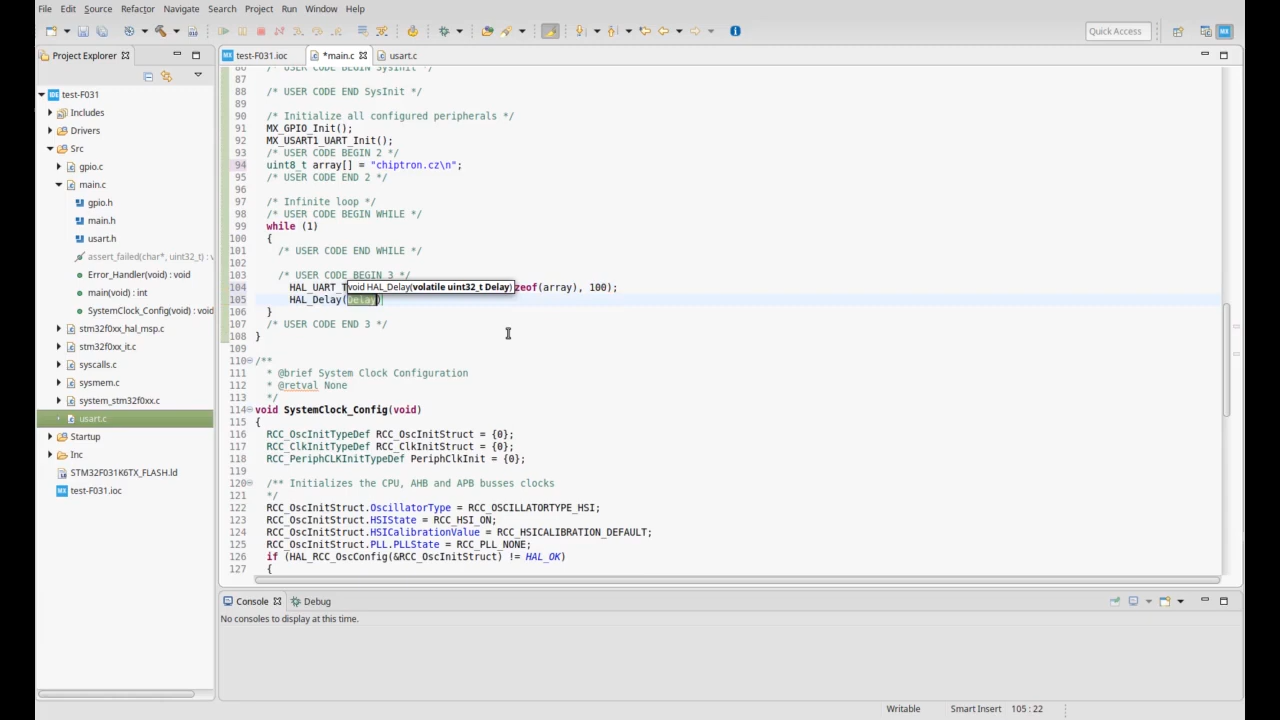 File Edit Source Refactor Navigate Search Project Run Window Help
Quick Access
Project Explorer
test-F031.ioc
*main.c
usart.c
test-F031
Includes
Drivers
Src
gpio.c
main.c
gpio.h
main.h
usart.h
assert_failed(char*, uint32_t) : v
Error_Handler(void) : void
main(void) : int
SystemClock_Config(void) : void
stm32f0xx_hal_msp.c
stm32f0xx_it.c
syscalls.c
sysmem.c
system_stm32f0xx.c
usart.c
Startup
Inc
STM32F031K6TX_FLASH.ld
test-F031.ioc
86 /* USER CODE BEGIN SysInit */
87
88 /* USER CODE END SysInit */
89
90 /* Initialize all configured peripherals */
91 MX_GPIO_Init();
92 MX_USART1_UART_Init();
93 /* USER CODE BEGIN 2 */
94 uint8_t array[] = "chiptron.cz\n";
95 /* USER CODE END 2 */
96
97 /* Infinite loop */
98 /* USER CODE BEGIN WHILE */
99 while (1)
100 {
101 /* USER CODE END WHILE */
102
103 /* USER CODE BEGIN 3 */
104 HAL_UART_T
void HAL_Delay(volatile uint32_t Delay)
zeof(array), 100);
105 HAL_Delay(Delay)
106 }
107 /* USER CODE END 3 */
108 }
109
110 /**
111 * @brief System Clock Configuration
112 * @retval None
113 */
114 void SystemClock_Config(void)
115 {
116 RCC_OscInitTypeDef RCC_OscInitStruct = {0};
117 RCC_ClkInitTypeDef RCC_ClkInitStruct = {0};
118 RCC_PeriphCLKInitTypeDef PeriphClkInit = {0};
119
120 /** Initializes the CPU, AHB and APB busses clocks
121 */
122 RCC_OscInitStruct.OscillatorType = RCC_OSCILLATORTYPE_HSI;
123 RCC_OscInitStruct.HSIState = RCC_HSI_ON;
124 RCC_OscInitStruct.HSICalibrationValue = RCC_HSICALIBRATION_DEFAULT;
125 RCC_OscInitStruct.PLL.PLLState = RCC_PLL_NONE;
126 if (HAL_RCC_OscConfig(&RCC_OscInitStruct) != HAL_OK)
127 {
Console
Debug
No consoles to display at this time.
Writable Smart Insert 105 : 22